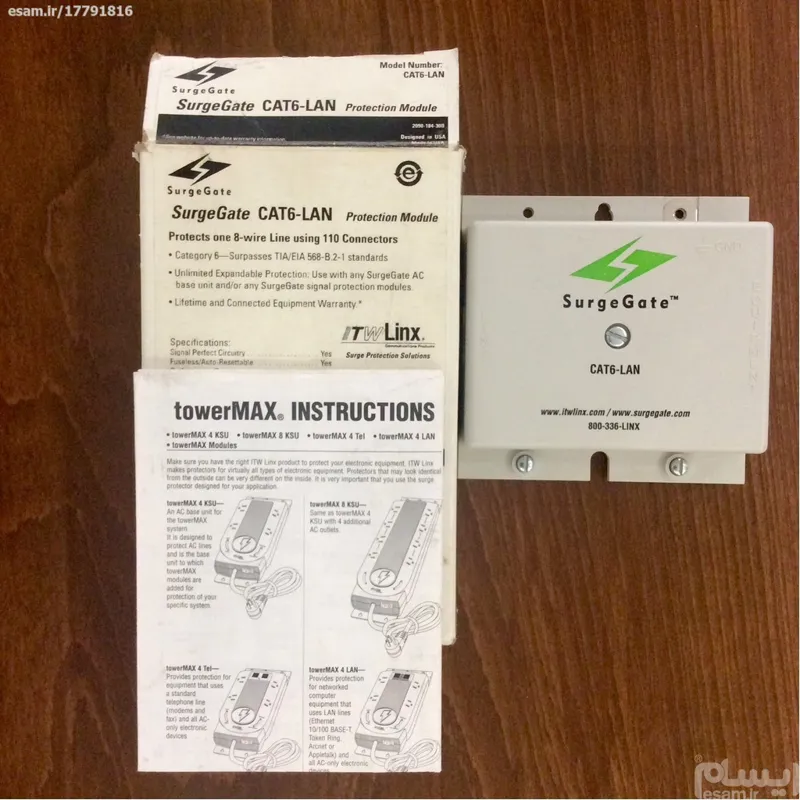 esam.ir/17791816
Model Number:
CAT6-LAN
SurgeGate
SurgeGate CAT6-LAN Protection Module
Designed in USA
SurgeGate
SurgeGate CAT6-LAN Protection Module
Protects one 8-wire Line using 110 Connectors
• Category 6—Surpasses TIA/EIA 568-B.2-1 standards
• Unlimited Expandable Protection: Use with any SurgeGate AC
base unit and/or any SurgeGate signal protection modules.
• Lifetime and Connected Equipment Warranty.*
ITW Linx®
Surge Protection Solutions
Specifications:
Signal Perfect Circuitry Yes
Fuseless/Auto-Resettable Yes
towerMAX® INSTRUCTIONS
• towerMAX 4 KSU • towerMAX 8 KSU • towerMAX 4 Tel • towerMAX 4 LAN
• towerMAX Modules
Make sure you have the right ITW Linx product to protect your electronic equipment. ITW Linx
makes protectors for virtually all types of electronic equipment. Protectors that may look identical
from the outside can be very different on the inside. It is very important that you use the surge
protector designed for your application.
towerMAX 4 KSU—
An AC base unit for
the towerMAX
system.
It is designed to
protect AC lines
and is the base
unit to which
towerMAX
modules are
added for
protection of your
specific system.
towerMAX 8 KSU—
Same as towerMAX 4
KSU with 4 additional
AC outlets.
towerMAX 4 Tel—
Provides protection for
equipment that uses
a standard
telephone line
(modems and
fax) and all AC-
only electronic
devices
towerMAX 4 LAN—
Provides protection
for networked
computer
equipment that
uses LAN lines
(Ethernet
10/100 BASE-T
Token Ring,
Arcnet or
Appletalk) and
all AC-only electronic
devices
SurgeGate™
CAT6-LAN
www.itwlinx.com / www.surgegate.com
800-336-LINX
ایسام
esam.ir